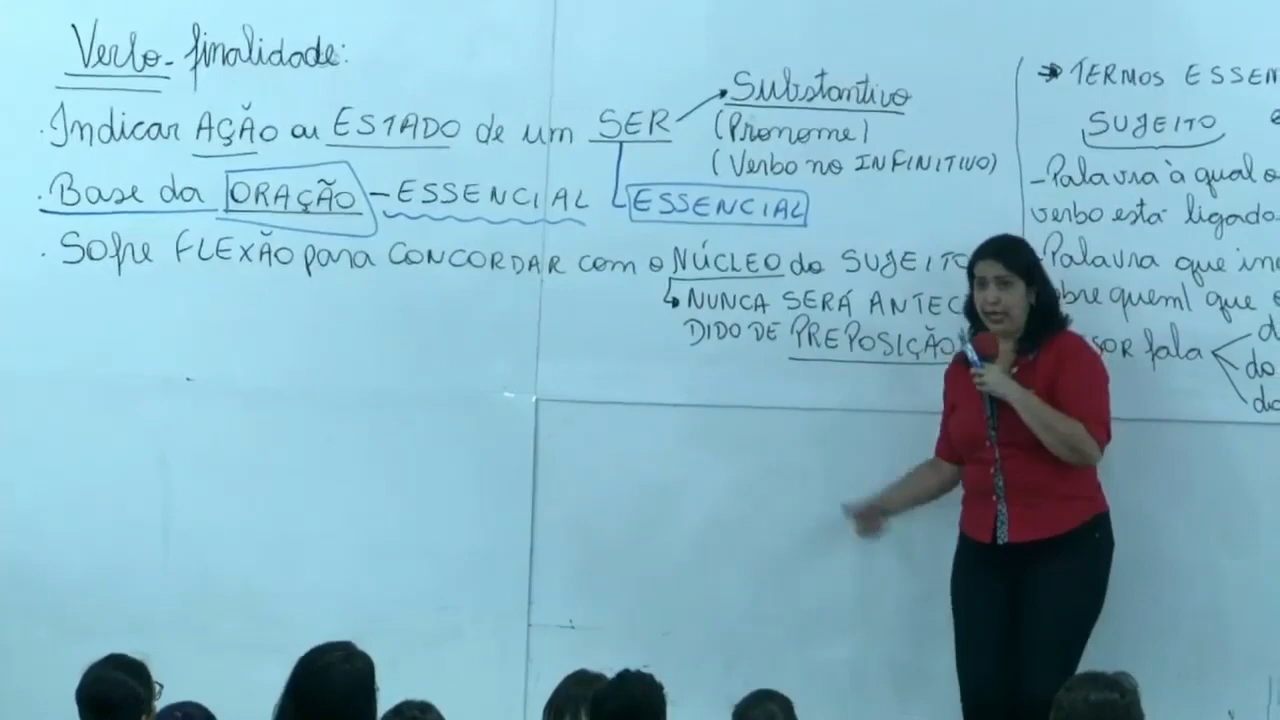 Verbo - finalidade:
· Indicar AÇÃO ou ESTADO de um SER
Substantivo
(Pronome)
(Verbo no INFINITIVO)
· Base da ORAÇÃO - ESSENCIAL
ESSENCIAL
· Sofre FLEXÃO para CONCORDAR com o NÚCLEO do SUJEITO
NUNCA SERÁ ANTEC
DIDO DE PREPOSIÇÃO
TERMOS ESSEN
SUJEITO
- Palavra à qual o
verbo está ligado
Palavra que in
bre quem/ que
SOR fala
do